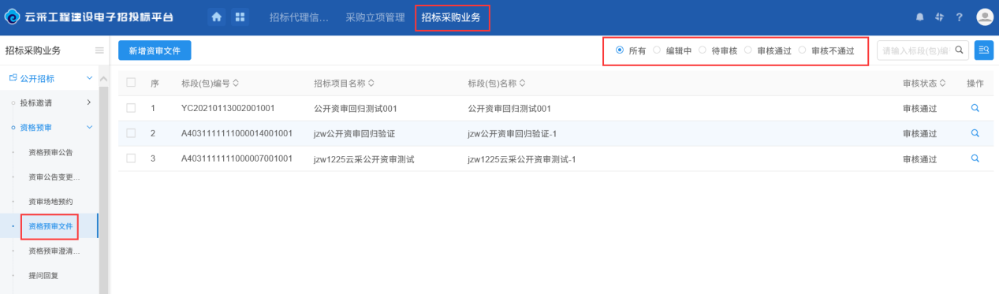 云采工程建设电子招投标平台 招标代理信... 采购立项管理 招标采购业务 ?
招标采购业务
新增资审文件 所有 编辑中 待审核 审核通过 审核不通过 请输入标段(包)编
公开招标
投标邀请
资格预审
资格预审公告
资审公告变更...
资审场地预约
资格预审文件
资格预审澄清...
提问回复
序 标段(包)编号 招标项目名称 标段(包)名称 审核状态 操作
1 YC20210113002001001 公开资审回归测试001 公开资审回归测试001 审核通过
2 A4031111111000014001001 jzw公开资审回归验证 jzw公开资审回归验证-1 审核通过
3 A4031111111000007001001 jzw1225云采公开资审测试 jzw1225云采公开资审测试-1 审核通过